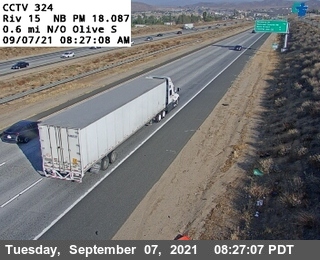 CCTV 324
Riv 15 NB PM 18.087
0.6 mi N/O Olive S
09/07/21 08:27:08 AM
Tuesday, September 07, 2021 08:27:07 PDT